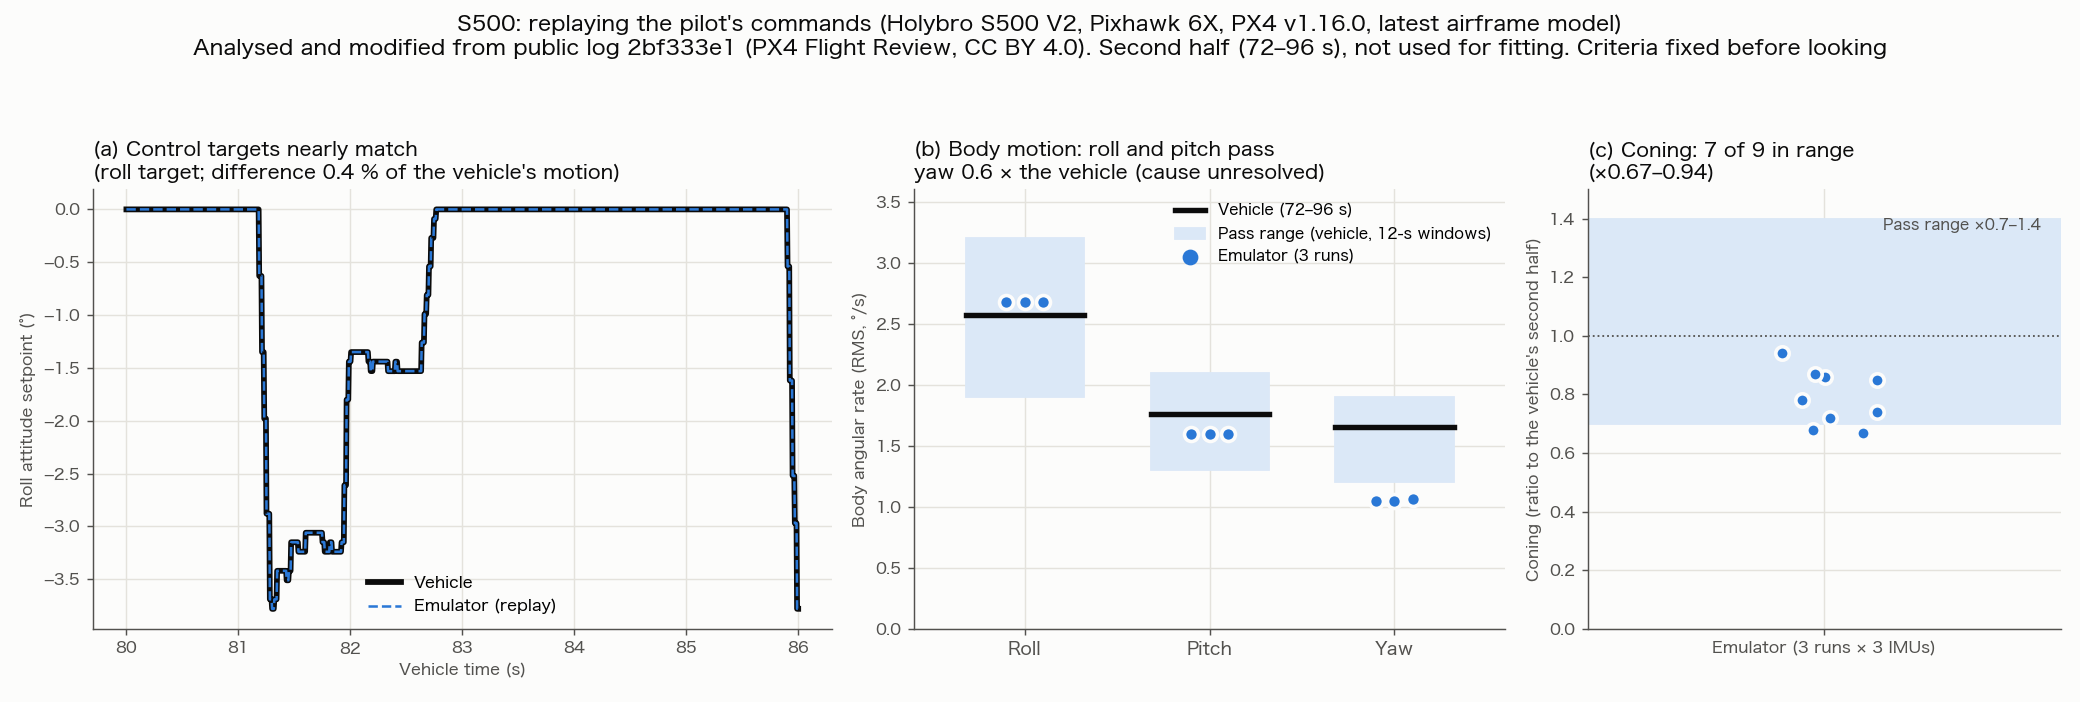 S500: replaying the pilot's commands (Holybro S500 V2, Pixhawk 6X, PX4 v1.16.0, latest airframe model)
Analysed and modified from public log 2bf333e1 (PX4 Flight Review, CC BY 4.0). Second half (72–96 s), not used for fitting. Criteria fixed before looking
(a) Control targets nearly match
(roll target; difference 0.4 % of the vehicle's motion)
Roll attitude setpoint (°)
0.0
−0.5
−1.0
−1.5
−2.0
−2.5
−3.0
−3.5
Vehicle
Emulator (replay)
80
81
82
83
84
85
86
Vehicle time (s)
(b) Body motion: roll and pitch pass
yaw 0.6 × the vehicle (cause unresolved)
Body angular rate (RMS, °/s)
3.5
3.0
2.5
2.0
1.5
1.0
0.5
0.0
Vehicle (72–96 s)
Pass range (vehicle, 12-s windows)
Emulator (3 runs)
Roll
Pitch
Yaw
(c) Coning: 7 of 9 in range
(×0.67–0.94)
Coning (ratio to the vehicle's second half)
1.4
1.2
1.0
0.8
0.6
0.4
0.2
0.0
Pass range ×0.7–1.4
Emulator (3 runs × 3 IMUs)